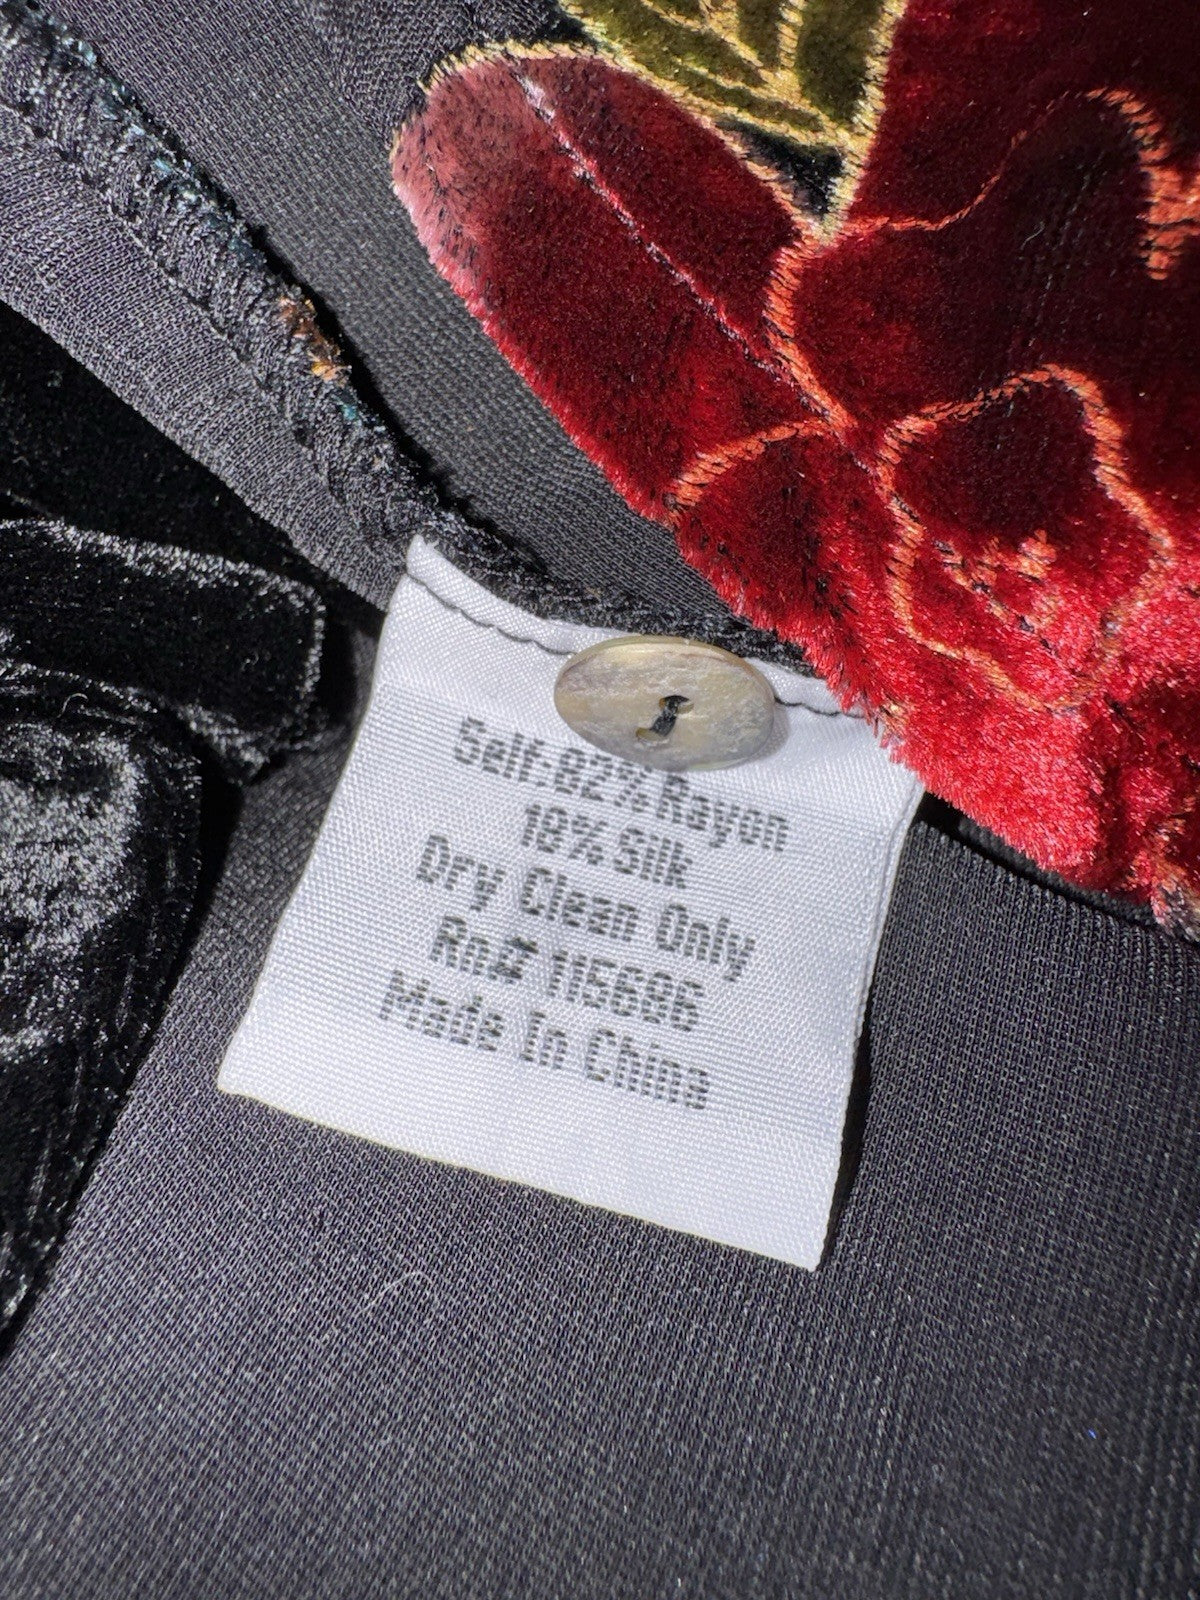 Self:82% Rayon
18% Silk
Dry Clean Only
Rn# 115686
Made In China